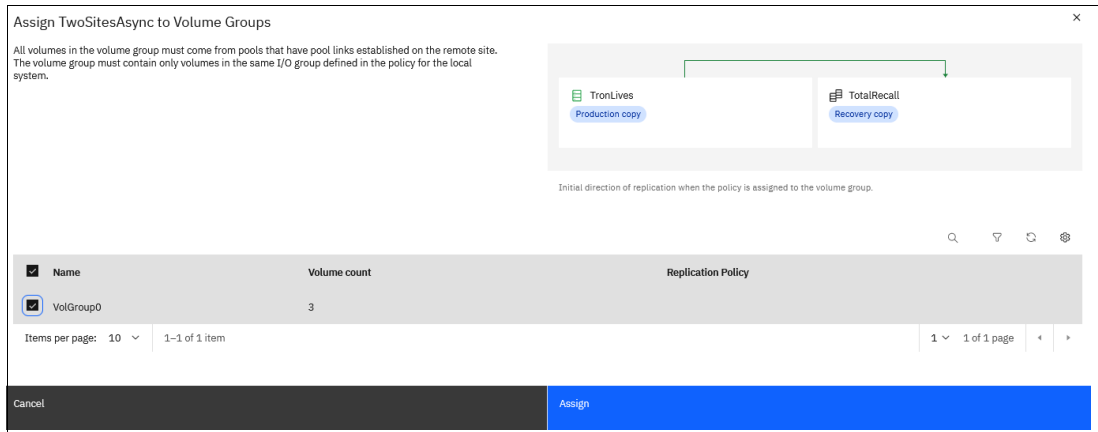 Assign TwoSitesAsync to Volume Groups
All volumes in the volume group must come from pools that have pool links established on the remote site.
The volume group must contain only volumes in the same I/O group defined in the policy for the local
system.
TronLives
Production copy
TotalRecall
Recovery copy
Initial direction of replication when the policy is assigned to the volume group.
Name Volume count Replication Policy
VolGroup0 3
Items per page: 10 1–1 of 1 item 1 1 of 1 page
Cancel Assign